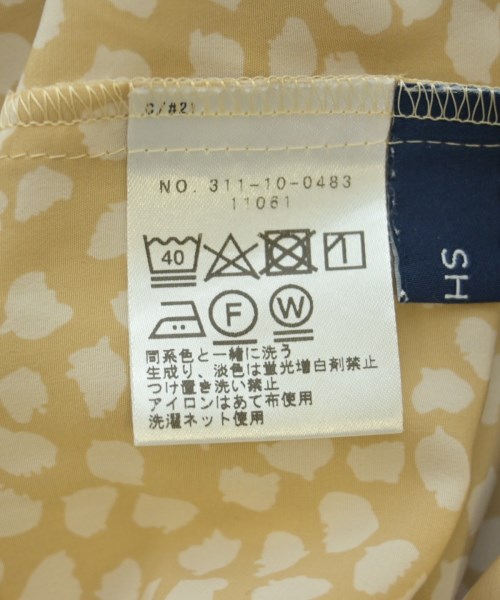 C/#21
NO. 311-10-0483
11061
40
F W
同系色と一緒に洗う
生成り、淡色は蛍光増白剤禁止
つけ置き洗い禁止
アイロンはあて布使用
洗濯ネット使用
HS